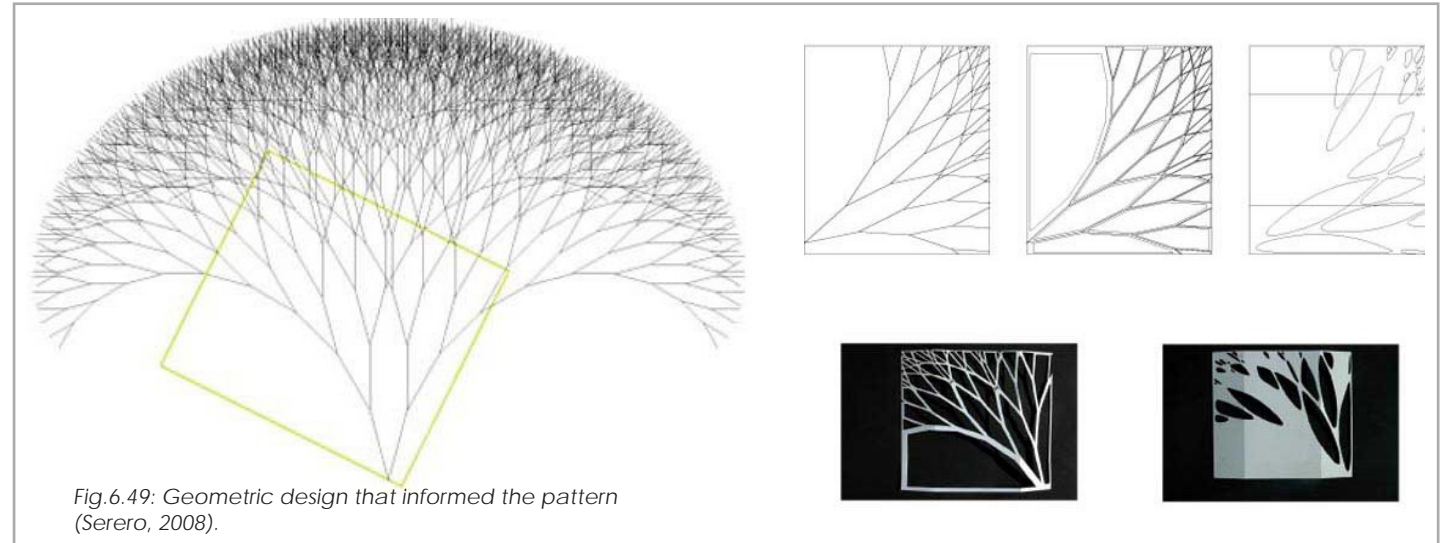 Fig.6.49: Geometric design that informed the pattern
(Serero, 2008).